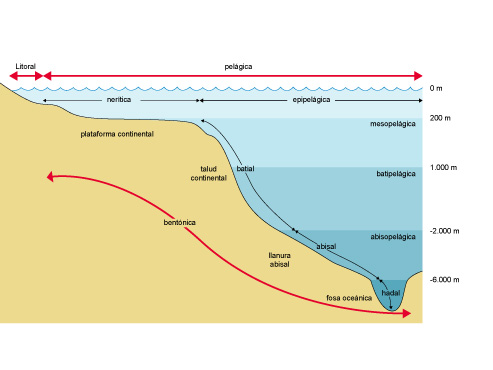 Litoral
pelágica
0 m
nerítica
epipelágica
200 m
mesopelágica
plataforma continental
talud
continental
batial
1.000 m
batipelágica
bentónica
-2.000 m
abisopelágica
abisal
llanura
abisal
-6.000 m
fosa oceánica
hadal